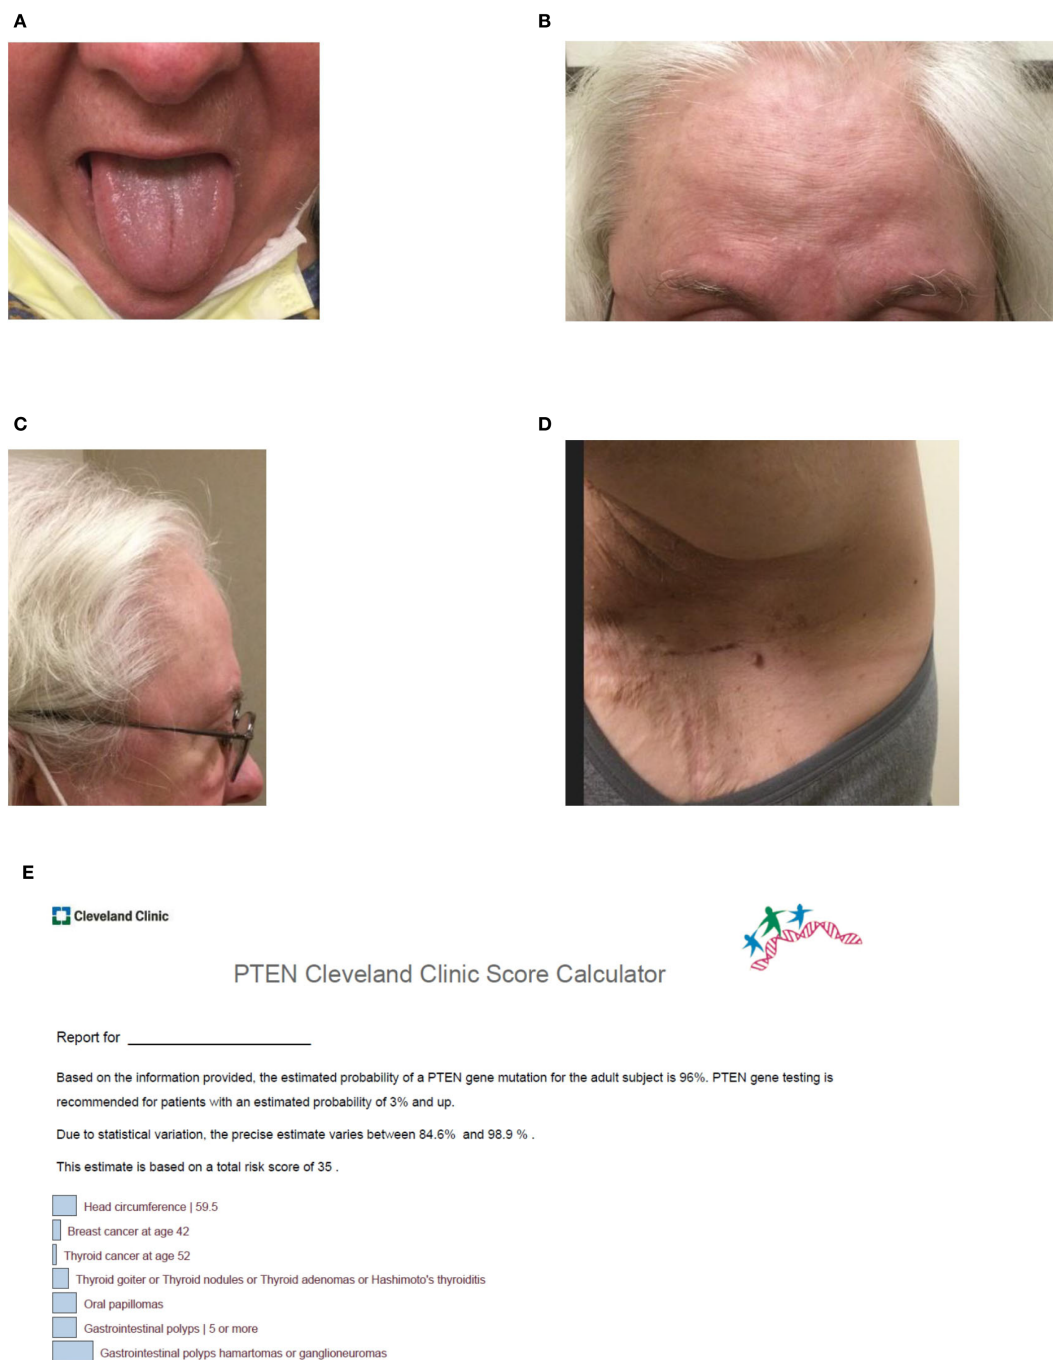 A
B
C
D
E
Cleveland Clinic
PTEN Cleveland Clinic Score Calculator
Report for
Based on the information provided, the estimated probability of a PTEN gene mutation for the adult subject is 96%. PTEN gene testing is
recommended for patients with an estimated probability of 3% and up.
Due to statistical variation, the precise estimate varies between 84.6% and 98.9 % .
This estimate is based on a total risk score of 35 .
Head circumference | 59.5
Breast cancer at age 42
Thyroid cancer at age 52
Thyroid goiter or Thyroid nodules or Thyroid adenomas or Hashimoto's thyroiditis
Oral papillomas
Gastrointestinal polyps | 5 or more
Gastrointestinal polyps hamartomas or ganglioneuromas